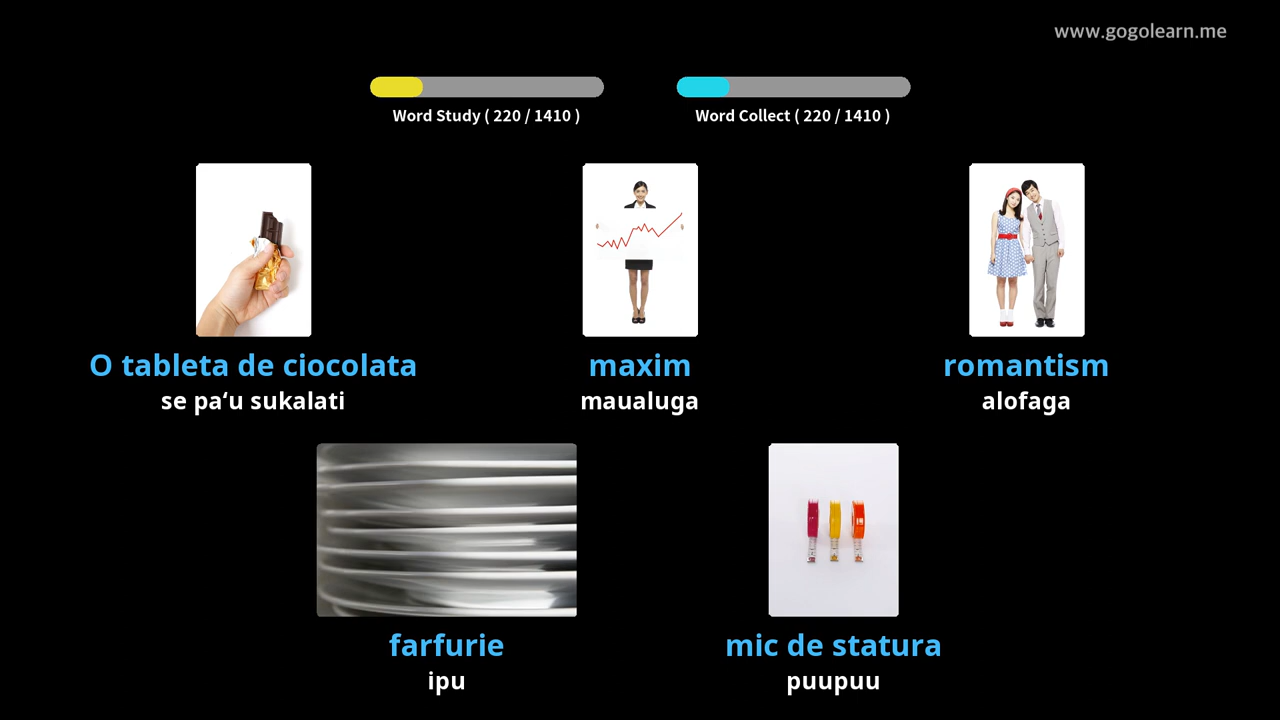 www.gogolearn.me
Word Study ( 220 / 1410 )
Word Collect ( 220 / 1410 )
O tableta de ciocolata
se pa‘u sukalati
maxim
maualuga
romantism
alofaga
farfurie
ipu
mic de statura
puupuu